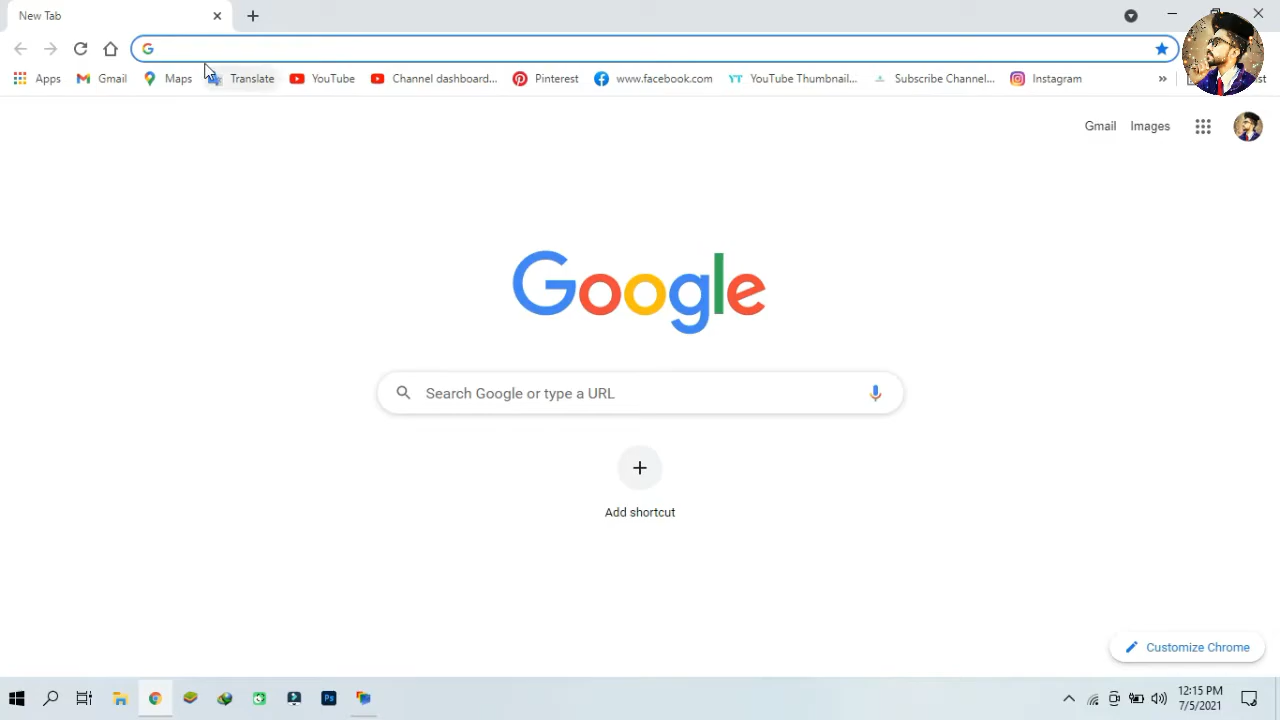 New Tab
Apps Gmail Maps Translate YouTube Channel dashboard... Pinterest www.facebook.com YouTube Thumbnail... Subscribe Channel... Instagram »
Gmail Images
Google
Search Google or type a URL
Add shortcut
Customize Chrome
Ps
12:15 PM
7/5/2021